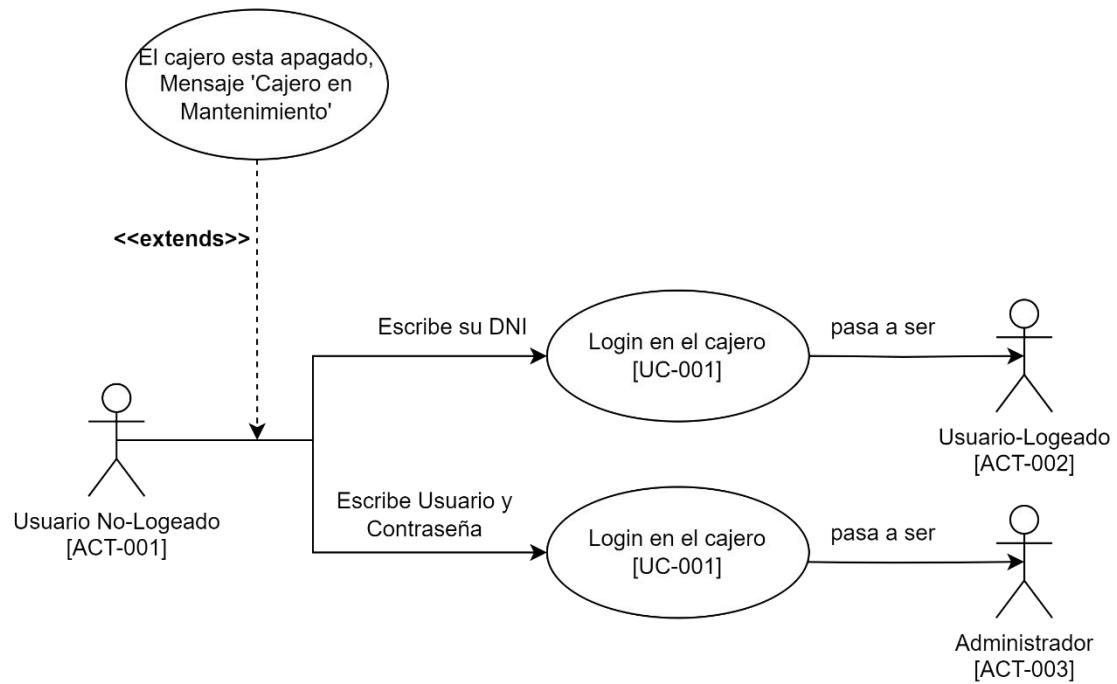 El cajero esta apagado,
Mensaje 'Cajero en
Mantenimiento'
<<extends>>
Escribe su DNI
Login en el cajero
[UC-001]
pasa a ser
Usuario-Logeado
[ACT-002]
Usuario No-Logeado
[ACT-001]
Escribe Usuario y
Contraseña
Login en el cajero
[UC-001]
pasa a ser
Administrador
[ACT-003]